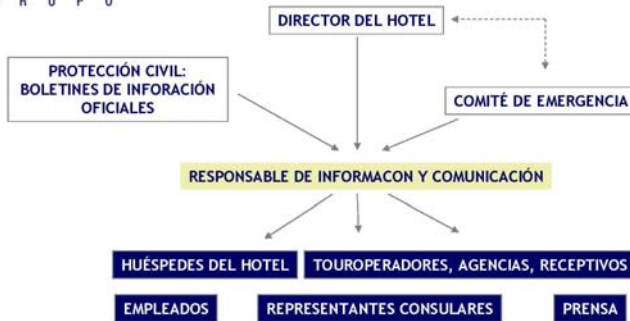 R U P O
DIRECTOR DEL HOTEL
PROTECCIÓN CIVIL:
BOLETINES DE INFORACIÓN
OFICIALES
COMITÉ DE EMERGENCIA
RESPONSABLE DE INFORMACON Y COMUNICACIÓN
HUÉSPEDES DEL HOTEL
TOUROPERADORES, AGENCIAS, RECEPTIVOS
EMPLEADOS
REPRESENTANTES CONSULARES
PRENSA